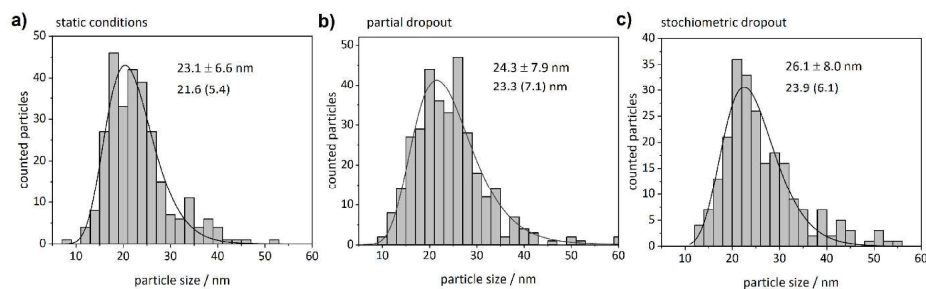 a) static conditions
50
40
30
20
10
0
counted particles
23.1 ± 6.6 nm
21.6 (5.4)
10 20 30 40 50 60
particle size / nm
b) partial dropout
50
40
30
20
10
0
counted particles
24.3 ± 7.9 nm
23.3 (7.1) nm
10 20 30 40 50 60
particle size / nm
c) stochiometric dropout
40
35
30
25
20
15
10
5
0
counted particles
26.1 ± 8.0 nm
23.9 (6.1)
10 20 30 40 50 60
particle size / nm